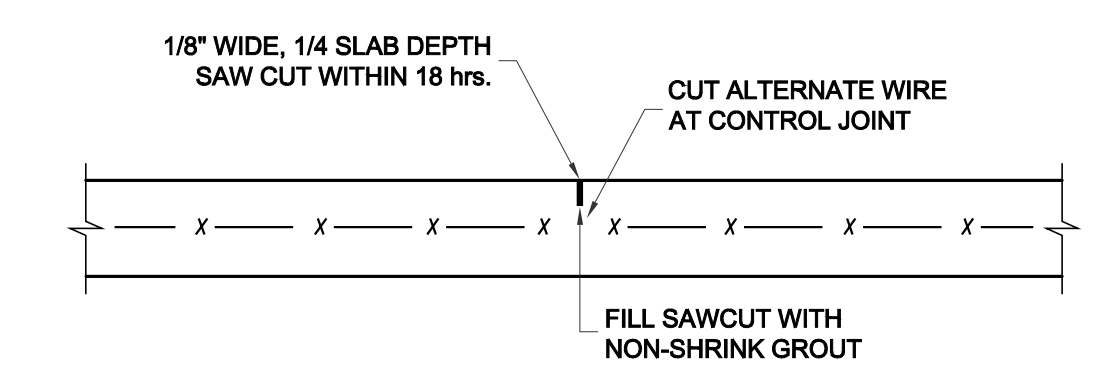 1/8" WIDE, 1/4 SLAB DEPTH
SAW CUT WITHIN 18 hrs.
CUT ALTERNATE WIRE
AT CONTROL JOINT
X X X X X X X X
FILL SAWCUT WITH
NON-SHRINK GROUT